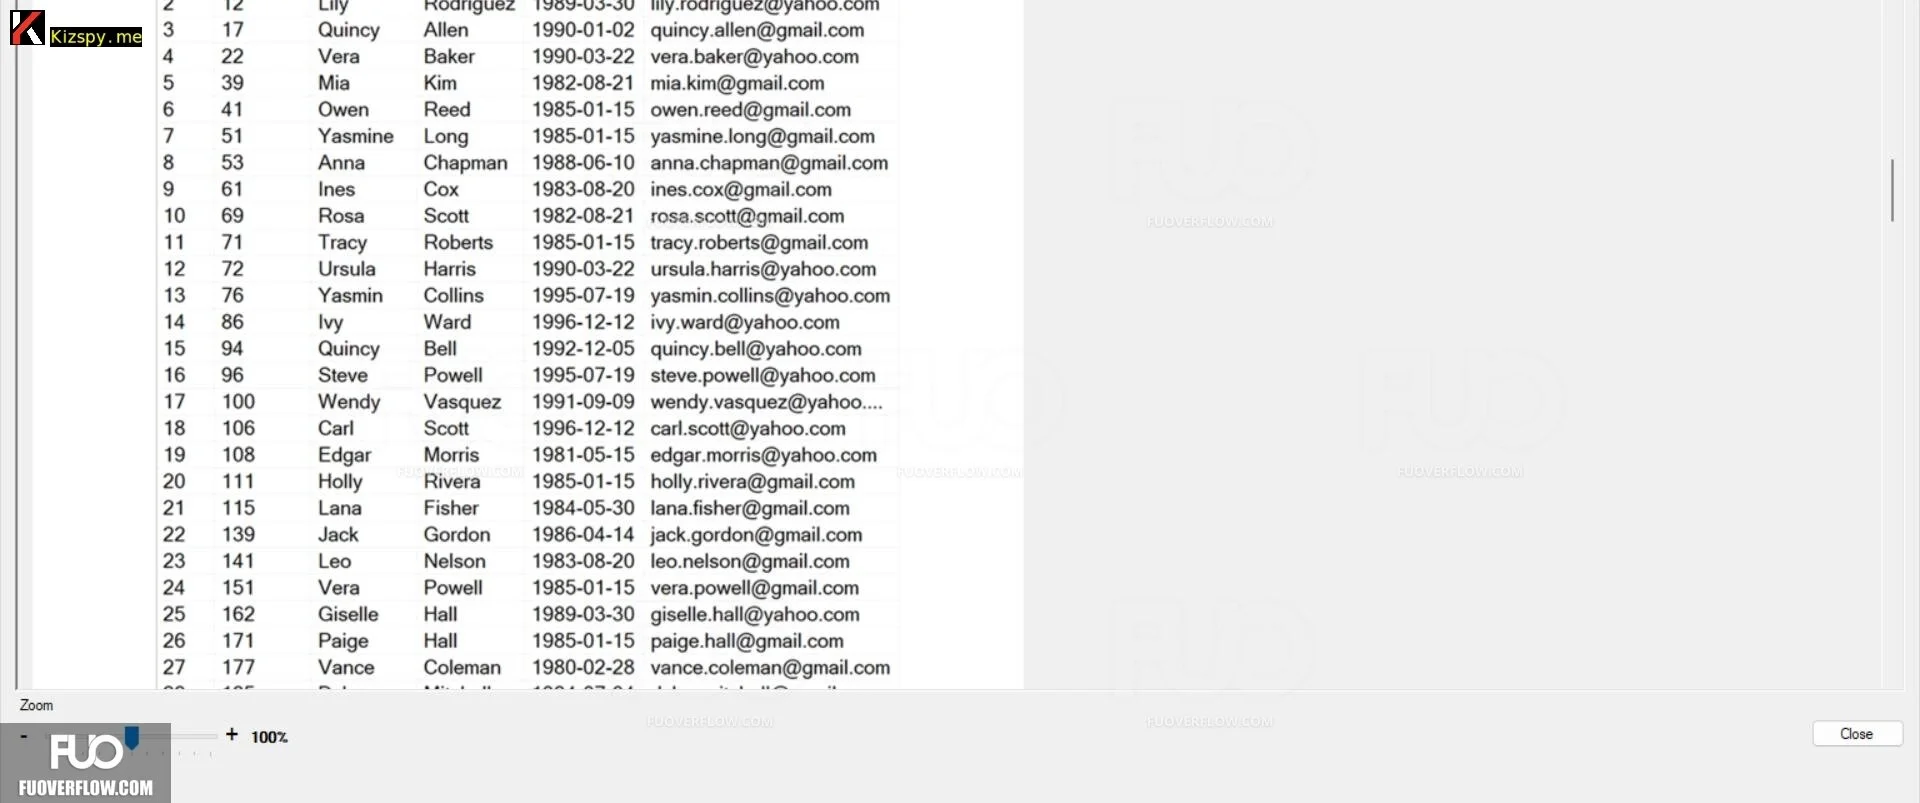 2 12 Lily Rodriguez 1989-03-30 lily.rodriguez@yahoo.com
Kizspy.me
3 17 Quincy Allen 1990-01-02 quincy.allen@gmail.com
4 22 Vera Baker 1990-03-22 vera.baker@yahoo.com
5 39 Mia Kim 1982-08-21 mia.kim@gmail.com
6 41 Owen Reed 1985-01-15 owen.reed@gmail.com
7 51 Yasmine Long 1985-01-15 yasmine.long@gmail.com
8 53 Anna Chapman 1988-06-10 anna.chapman@gmail.com
9 61 Ines Cox 1983-08-20 ines.cox@gmail.com
10 69 Rosa Scott 1982-08-21 rosa.scott@gmail.com
FUOVERFLOW.COM
11 71 Tracy Roberts 1985-01-15 tracy.roberts@gmail.com
12 72 Ursula Harris 1990-03-22 ursula.harris@yahoo.com
13 76 Yasmin Collins 1995-07-19 yasmin.collins@yahoo.com
14 86 Ivy Ward 1996-12-12 ivy.ward@yahoo.com
15 94 Quincy Bell 1992-12-05 quincy.bell@yahoo.com
16 96 Steve Powell 1995-07-19 steve.powell@yahoo.com
17 100 Wendy Vasquez 1991-09-09 wendy.vasquez@yahoo....
18 106 Carl Scott 1996-12-12 carl.scott@yahoo.com
19 108 Edgar Morris 1981-05-15 edgar.morris@yahoo.com
FUOVERFLOW.COM FUOVERFLOW.COM FUOVERFLOW.COM
20 111 Holly Rivera 1985-01-15 holly.rivera@gmail.com
21 115 Lana Fisher 1984-05-30 lana.fisher@gmail.com
22 139 Jack Gordon 1986-04-14 jack.gordon@gmail.com
23 141 Leo Nelson 1983-08-20 leo.nelson@gmail.com
24 151 Vera Powell 1985-01-15 vera.powell@gmail.com
25 162 Giselle Hall 1989-03-30 giselle.hall@yahoo.com
26 171 Paige Hall 1985-01-15 paige.hall@gmail.com
27 177 Vance Coleman 1980-02-28 vance.coleman@gmail.com
Zoom
FUOVERFLOW.COM FUOVERFLOW.COM
- + 100%
Close
FUO
FUOVERFLOW.COM